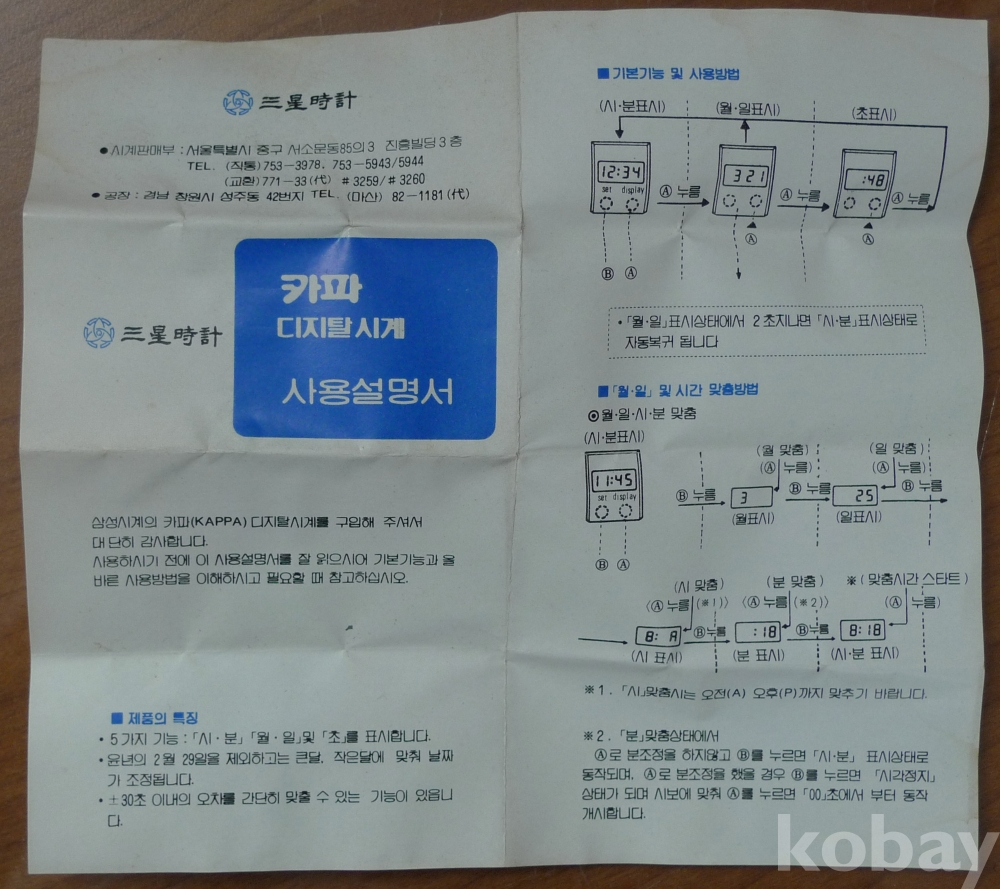 三星時計
● 시계판매부 : 서울특별시 중구 서소문동85의3 진흥빌딩 3층
TEL. (직통) 753-3978. 753-5943/5944
(교환) 771-33(代) #3259/#3260
● 공장 : 경남 창원시 성주동 42번지 TEL. (마산) 82-1181(代)
三星時計
카파
디지탈시계
사용설명서
삼성시계의 카파(KAPPA) 디지탈시계를 구입해 주셔서
대단히 감사합니다.
사용하시기 전에 이 사용설명서를 잘 읽으시어 기본기능과 올
바른 사용방법을 이해하시고 필요할 때 참고하십시오.
■ 제품의 특징
• 5가지 기능 : 「시·분」「월·일」및 「초」를 표시합니다.
• 윤년의 2월 29일을 제외하고는 큰달, 작은달에 맞춰 날짜
가 조정됩니다.
• ±30초 이내의 오차를 간단히 맞출 수 있는 기능이 있읍니
다.
■ 기본기능 및 사용방법
(시·분표시) (월·일표시) (초표시)
12:34 3 21 :48
set display
Ⓐ 누름 Ⓐ 누름 Ⓐ 누름
Ⓐ Ⓐ
Ⓑ Ⓐ
• 「월·일」표시상태에서 2초지나면 「시·분」표시상태로
자동복귀 됩니다
■ 「월·일」 및 시간 맞춤방법
⊙월·일·시·분 맞춤
(시·분표시)
(월 맞춤) (일 맞춤)
(Ⓐ 누름) (Ⓐ 누름)
11:45
set display
Ⓑ 누름 Ⓑ 누름 Ⓑ 누름
3 25
(월표시) (일표시)
Ⓑ Ⓐ
(시 맞춤) (분 맞춤) ※(맞춤시간 스타트)
(Ⓐ 누름 (※1)) (Ⓐ 누름 (※2)) (Ⓐ 누름)
8: A Ⓑ누름 :18 Ⓑ누름 8:18
(시 표시) (분 표시) (시·분 표시)
※1. 「시」맞춤시는 오전(A) 오후(P)까지 맞추기 바랍니다.
※2. 「분」맞춤상태에서
Ⓐ로 분조정을 하지않고 Ⓑ를 누르면 「시·분」 표시상태로
동작되며, Ⓐ로 분조정을 했을 경우 Ⓑ를 누르면 「시각정지」
상태가 되며 시보에 맞춰 Ⓐ를 누르면 「00」초에서 부터 동작
개시합니다.
kobay